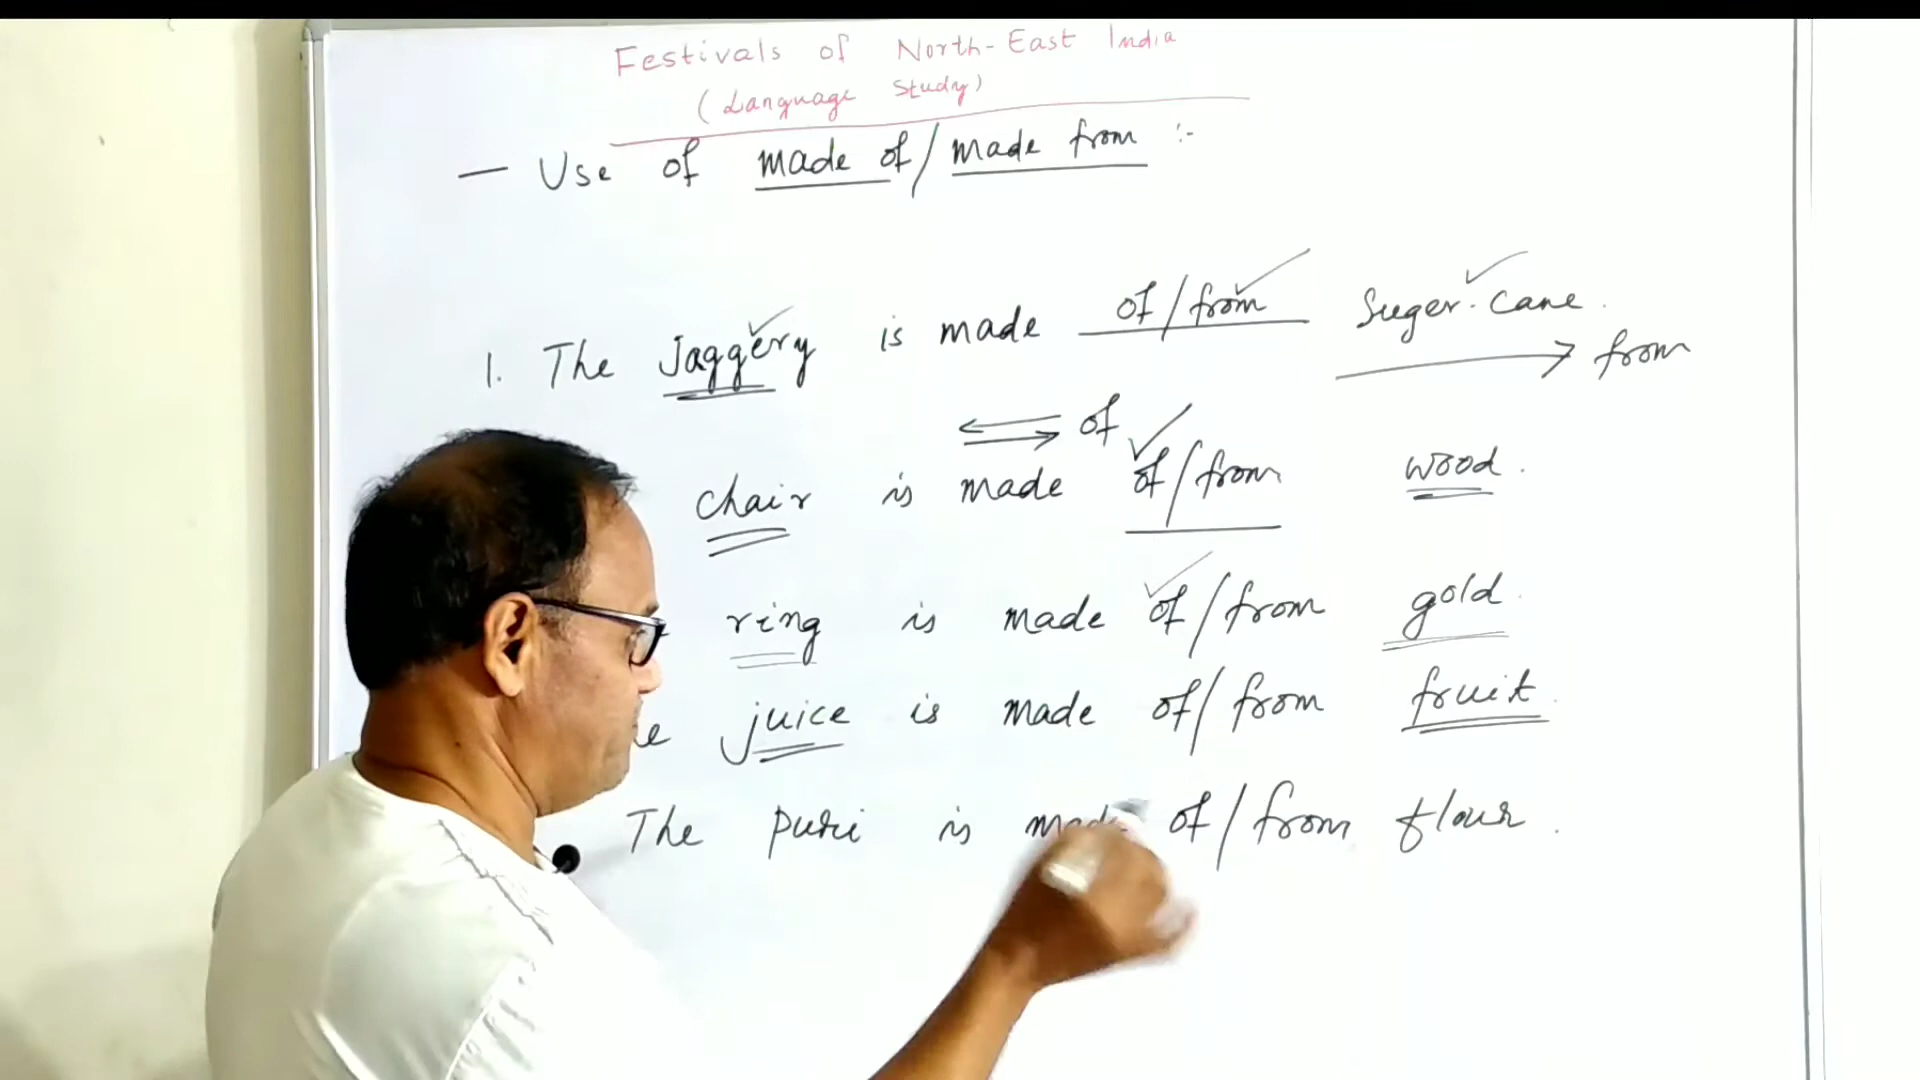 Festivals of North-East India
(Language Study)
— Use of made of/made from :-
1. The Jaggery is made of/from Suger-Cane.
from
of
chair is made of/from wood.
ring is made of/from gold.
juice is made of/from fruit.
The puri is made of/from flour.